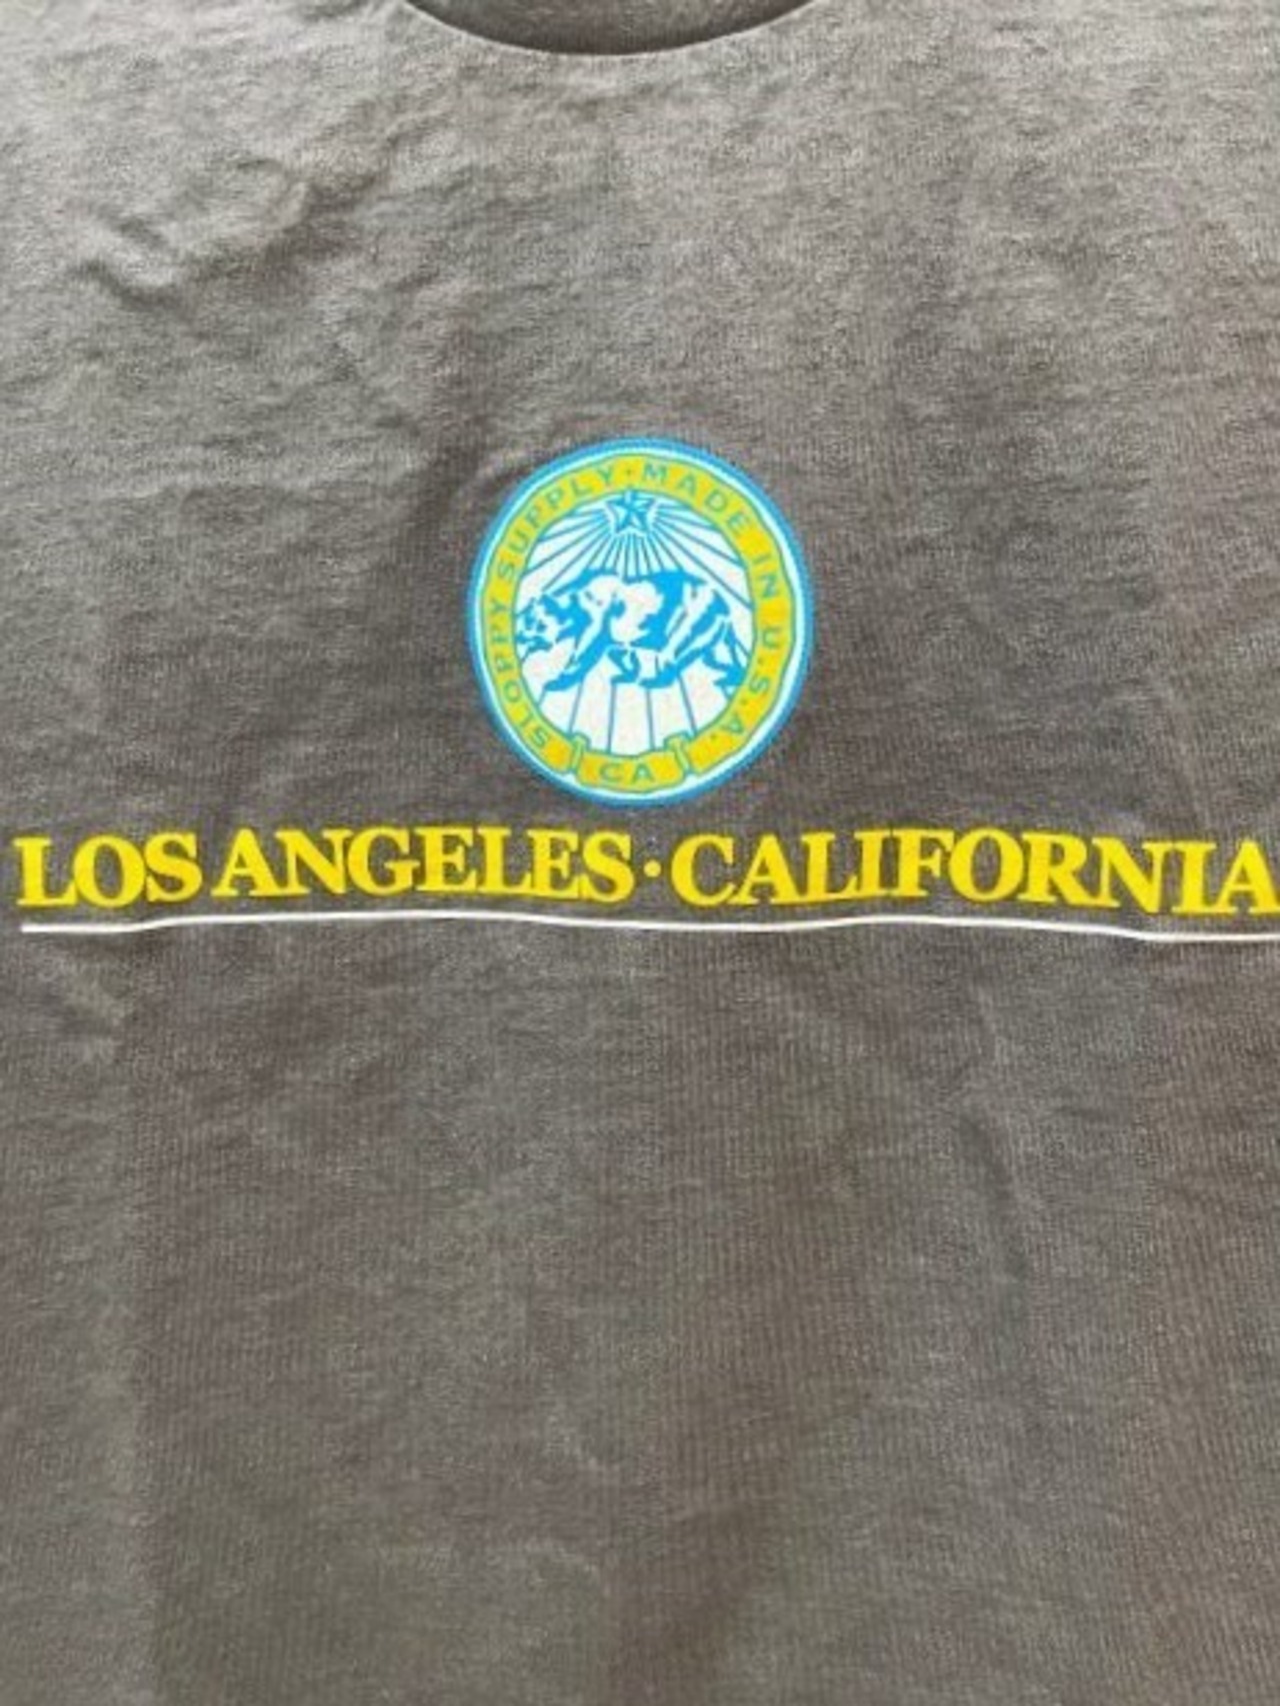 SLOPPY SUPPLY · MADE IN U.S.A.
CA
LOS ANGELES · CALIFORNIA